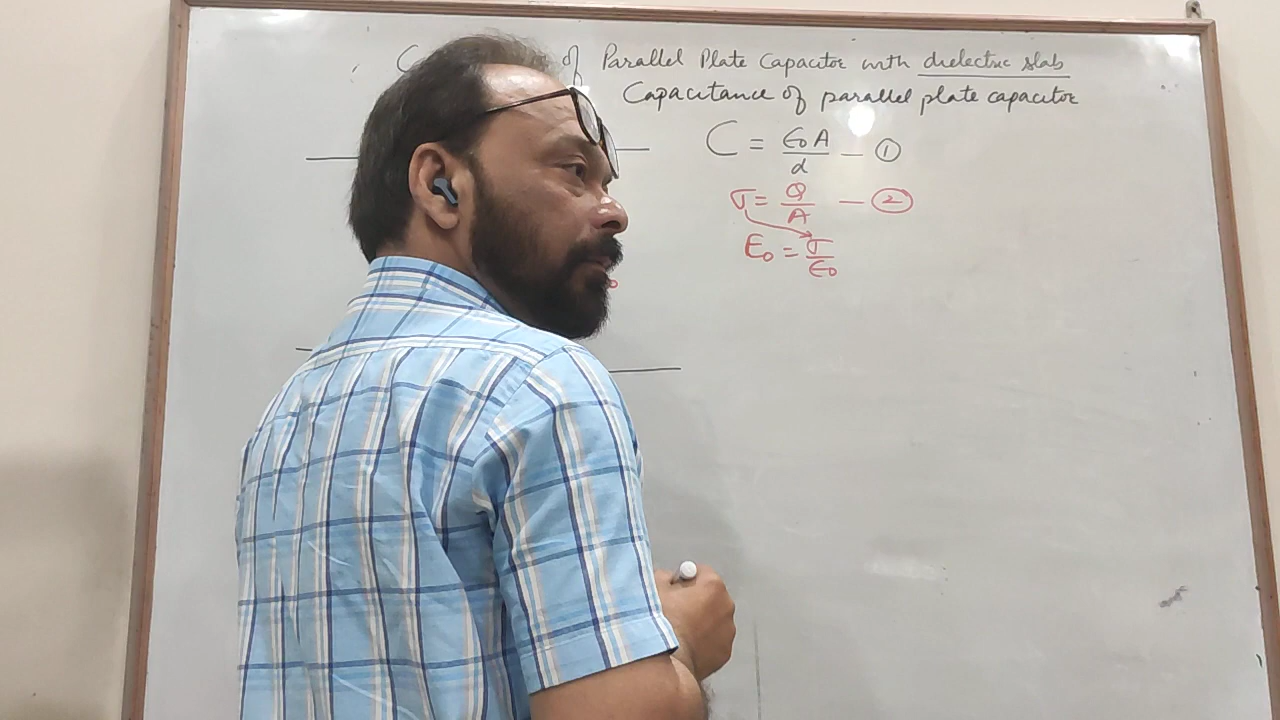 of Parallel Plate Capacitor with dielectric slab
Capacitance of parallel plate capacitor
C = ε₀A/d — ①
σ = Q/A — ②
E₀ = σ/ε₀